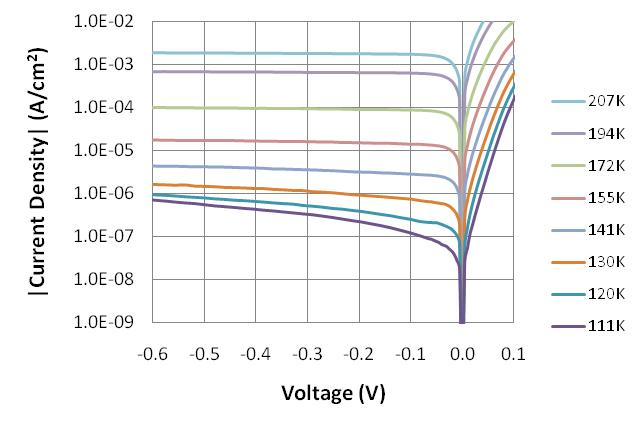 |Current Density| (A/cm²)
1.0E-02
1.0E-03
1.0E-04
1.0E-05
1.0E-06
1.0E-07
1.0E-08
1.0E-09
-0.6 -0.5 -0.4 -0.3 -0.2 -0.1 0.0 0.1
Voltage (V)
207K
194K
172K
155K
141K
130K
120K
111K